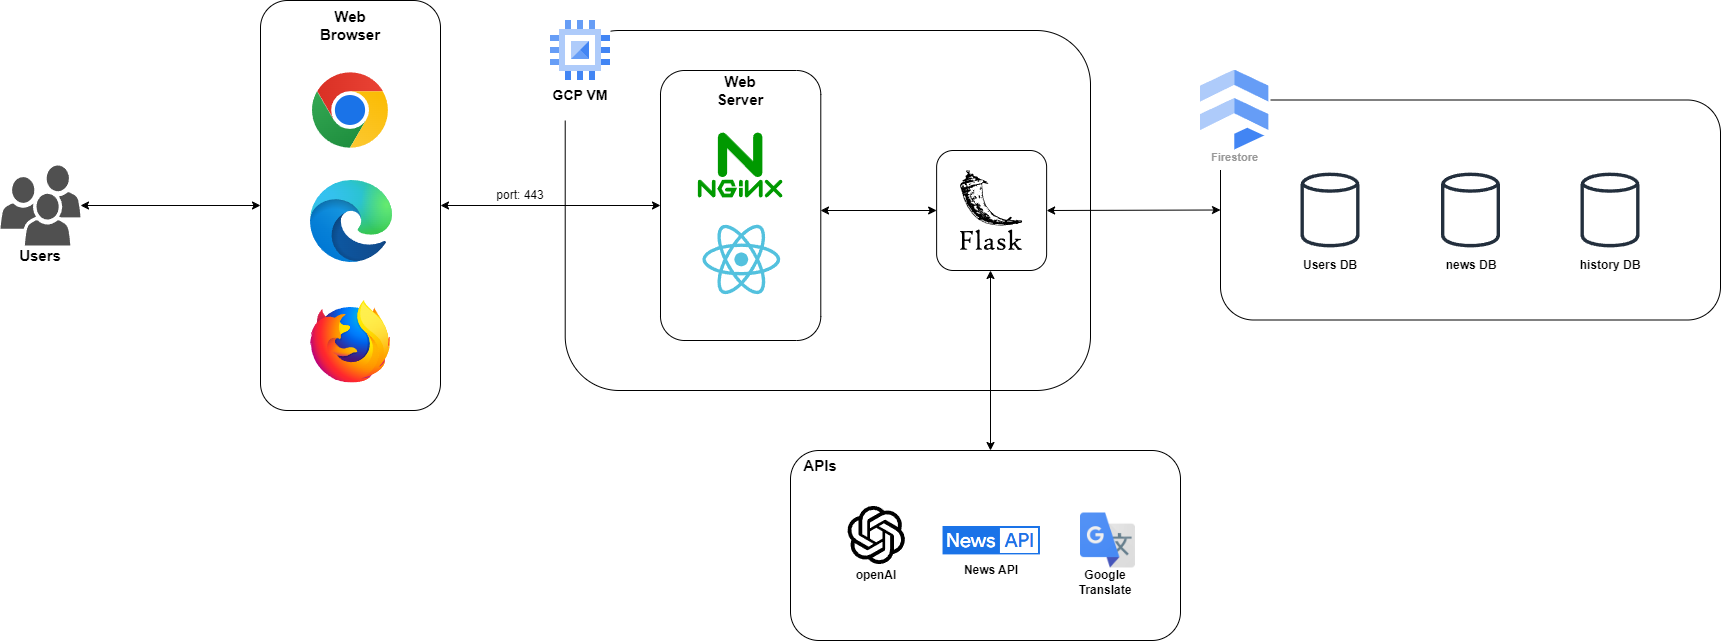 Web
Browser
Users
port: 443
GCP VM
Web
Server
NGiNX
Flask
Firestore
Users DB
news DB
history DB
APIs
openAI
News API
News API
G 文
Google
Translate